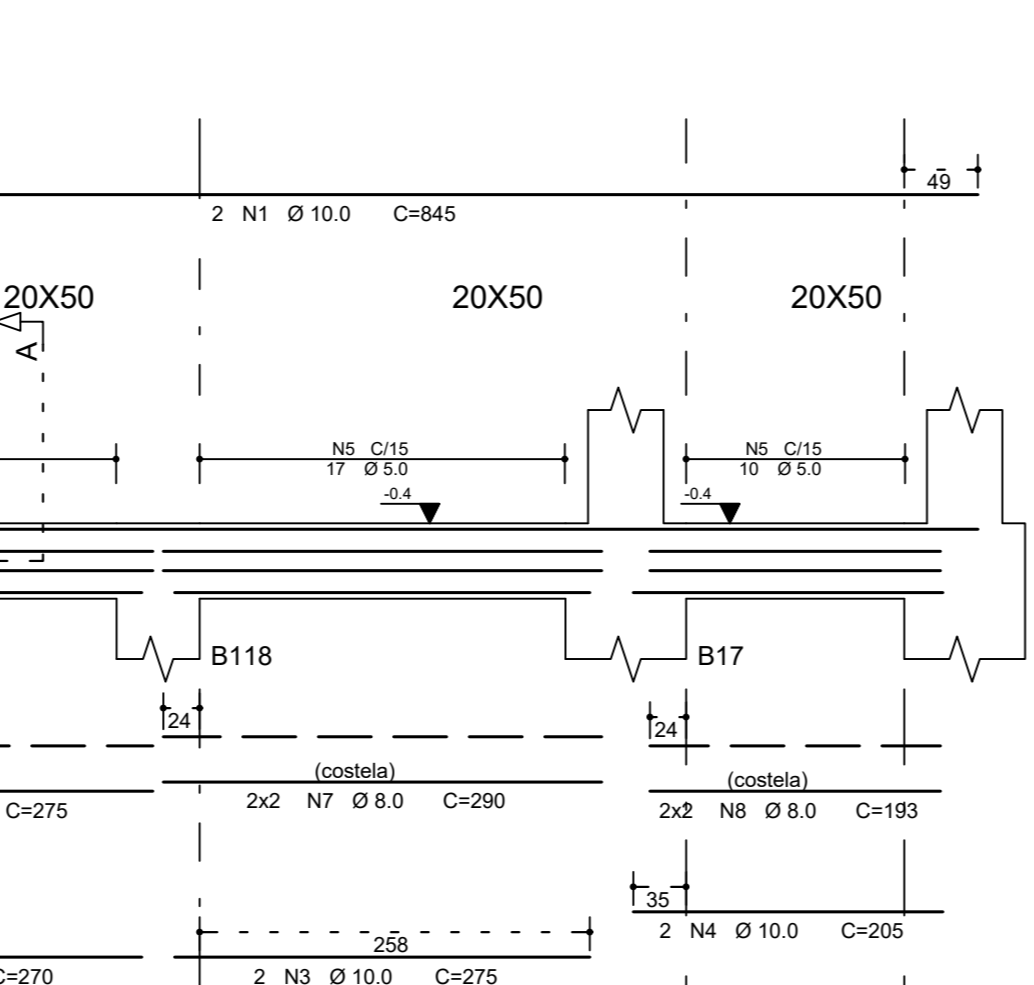 49
2 N1 Ø 10.0 C=845
20X50 20X50 20X50
A
N5 C/15 N5 C/15
17 Ø 5.0 10 Ø 5.0
-0.4 -0.4
B118 B17
24 24
(costela) (costela)
2x2 N7 Ø 8.0 C=290
C=275 2x2 N8 Ø 8.0 C=193
35
2 N4 Ø 10.0 C=205
258
C=270 2 N3 Ø 10.0 C=275